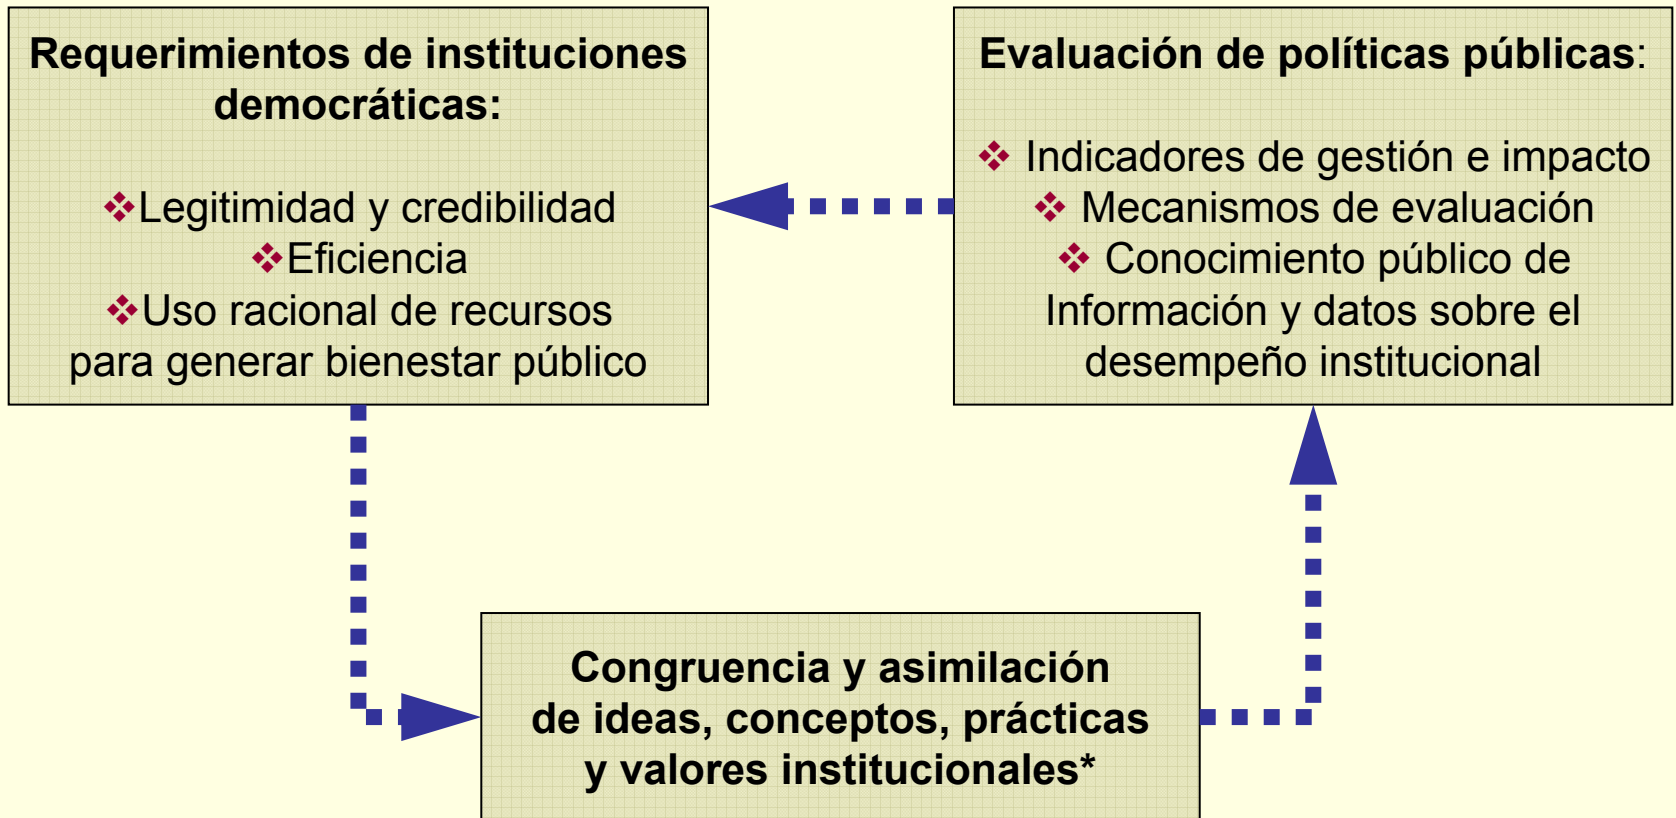 Requerimientos de instituciones
democráticas:
❖Legitimidad y credibilidad
❖Eficiencia
❖Uso racional de recursos
para generar bienestar público
Evaluación de políticas públicas:
❖ Indicadores de gestión e impacto
❖ Mecanismos de evaluación
❖ Conocimiento público de
Información y datos sobre el
desempeño institucional
Congruencia y asimilación
de ideas, conceptos, prácticas
y valores institucionales*